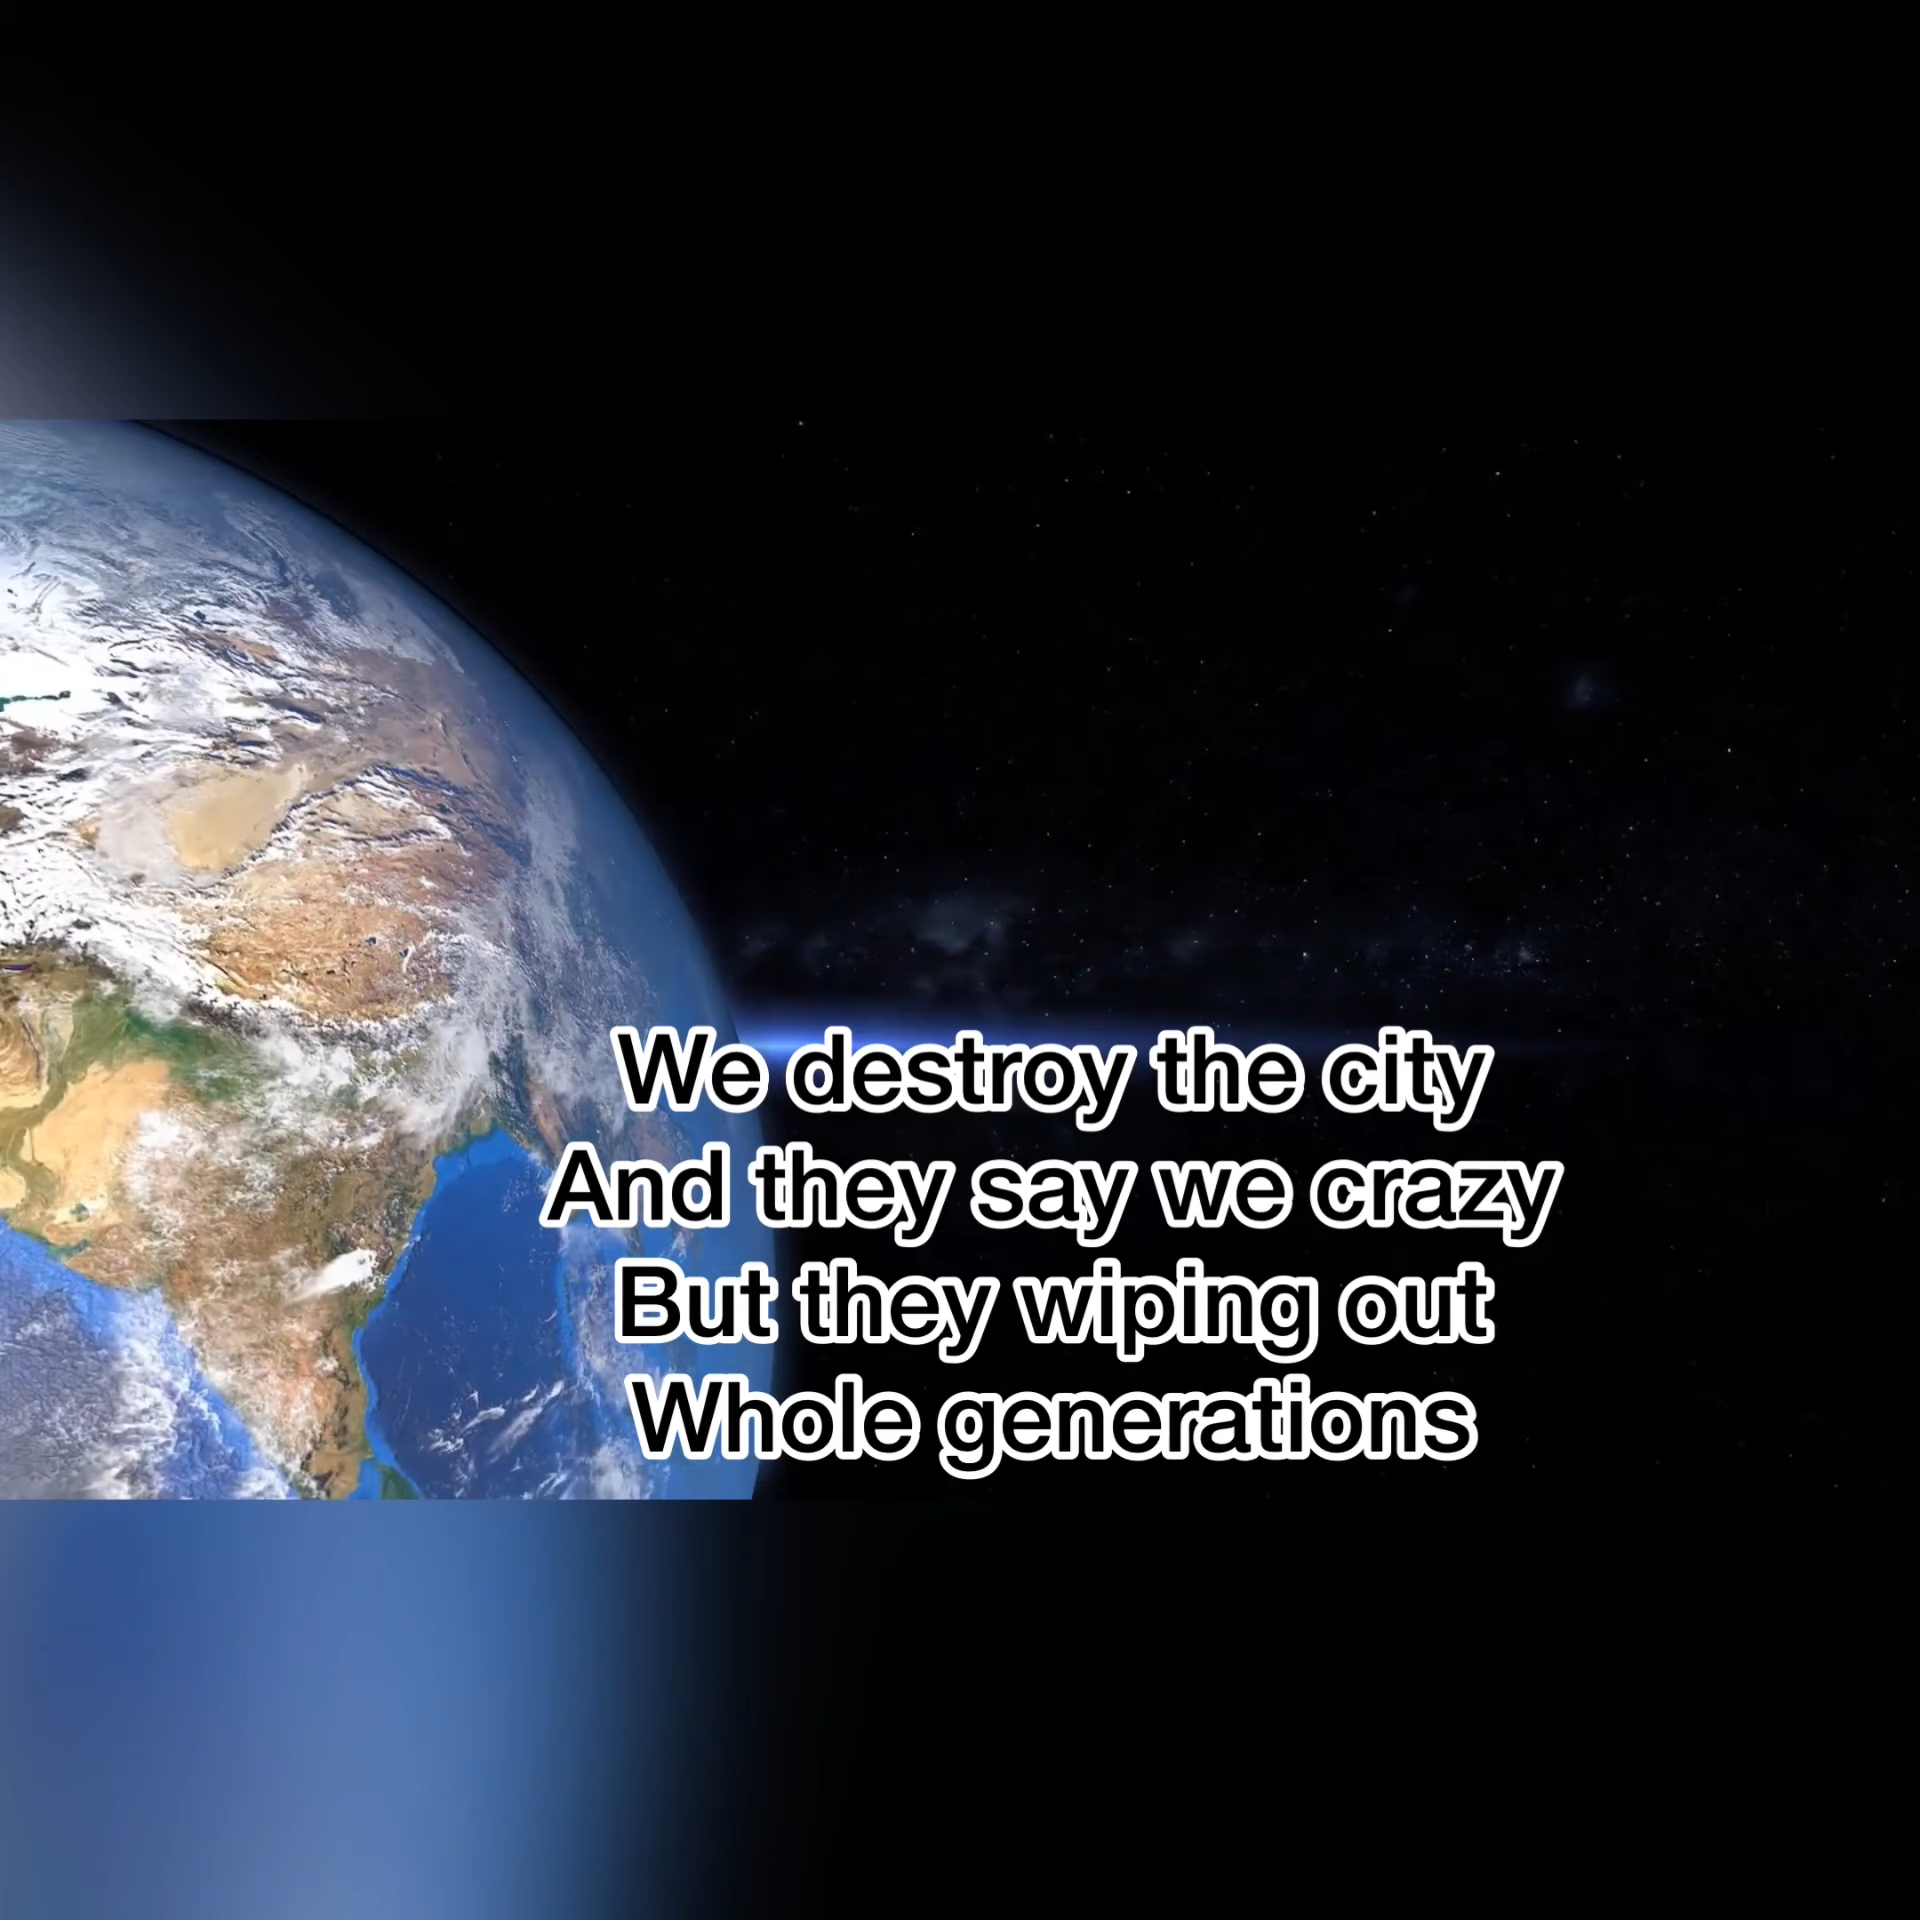 We destroy the city
And they say we crazy
But they wiping out
Whole generations